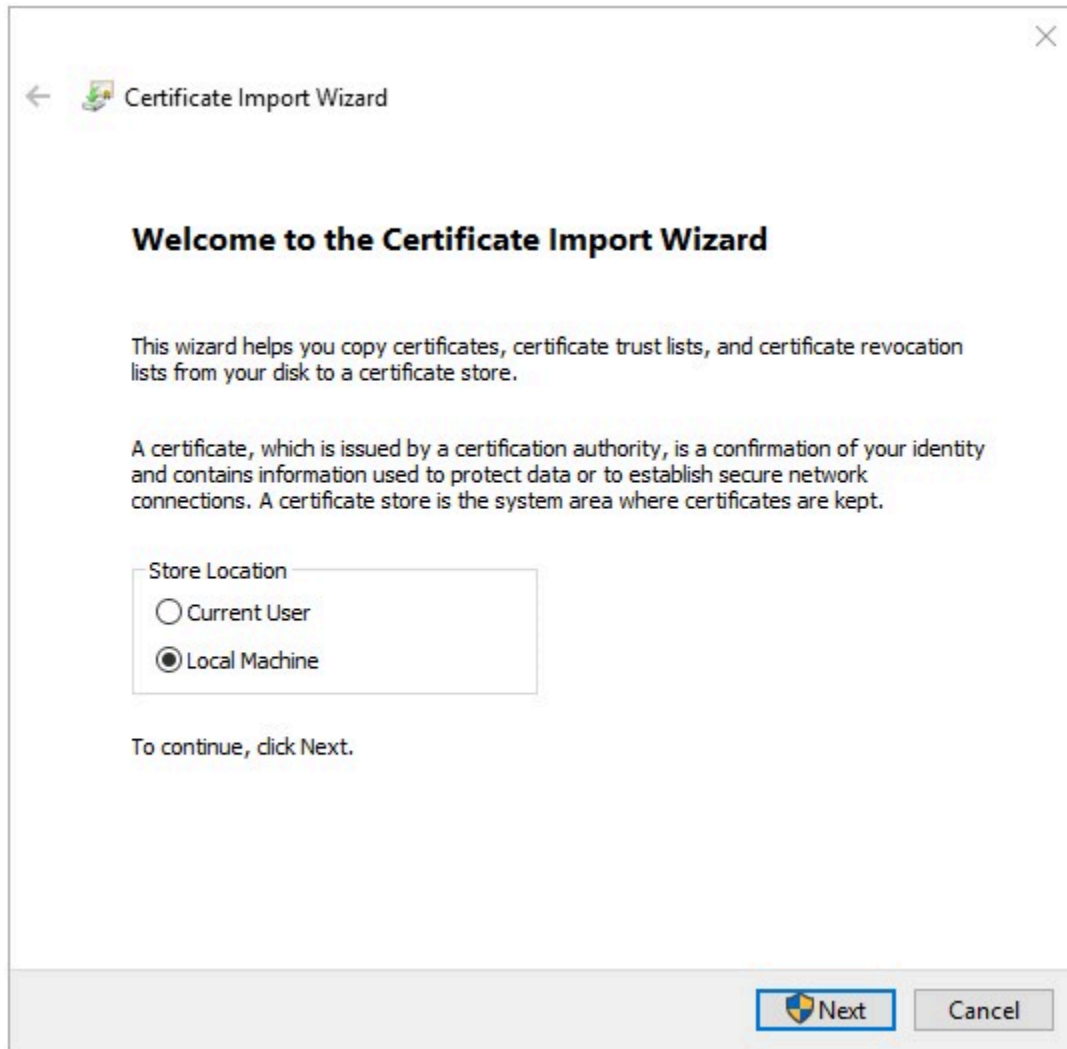 Certificate Import Wizard
Welcome to the Certificate Import Wizard
This wizard helps you copy certificates, certificate trust lists, and certificate revocation
lists from your disk to a certificate store.
A certificate, which is issued by a certification authority, is a confirmation of your identity
and contains information used to protect data or to establish secure network
connections. A certificate store is the system area where certificates are kept.
Store Location
Current User
Local Machine
To continue, click Next.
Next Cancel